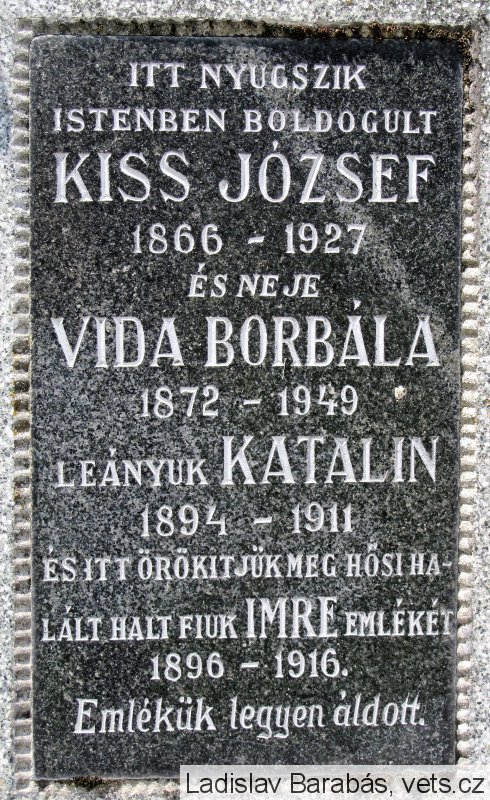 ITT NYUGSZIK
ISTENBEN BOLDOGULT
KISS JÓZSEF
1866 - 1927
ÉS NEJE
VIDA BORBÁLA
1872 - 1949
LEÁNYUK KATALIN
1894 - 1911
ÉS ITT ÖRÖKITJÜK MEG HŐSI HA-
LÁLT HALT FIUK IMRE EMLÉKÉT
1896 - 1916.
Emlékük legyen áldott.
Ladislav Barabás, vets.cz